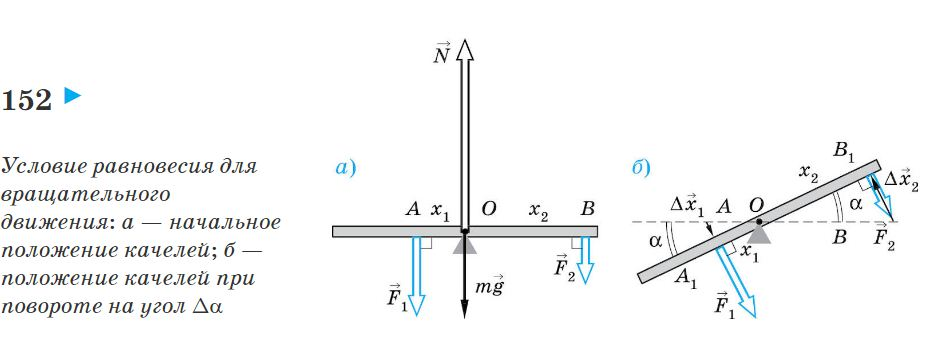 152
Условие равновесия для
вращательного
движения: а — начальное
положение качелей; б —
положение качелей при
повороте на угол Δα
а)
N
A x₁ O x₂ B
F₁
mg
F₂
б)
B₁
x₂
Δx₂
Δx₁ A O
α
α
B
F₂
x₁
A₁
F₁